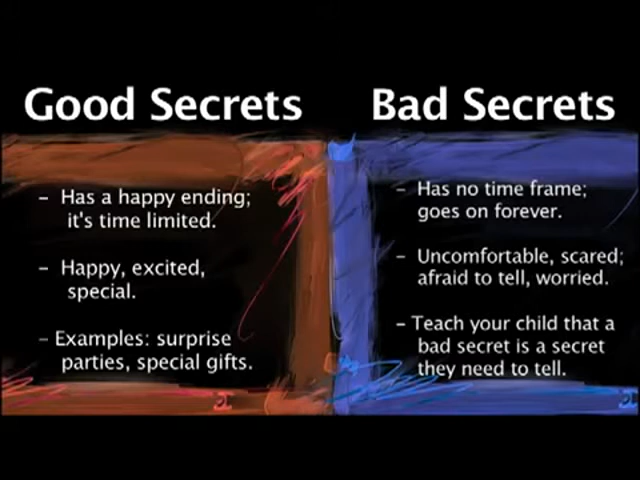 Good Secrets
- Has a happy ending;
it's time limited.
- Happy, excited,
special.
- Examples: surprise
parties, special gifts.
Bad Secrets
- Has no time frame;
goes on forever.
- Uncomfortable, scared;
afraid to tell, worried.
- Teach your child that a
bad secret is a secret
they need to tell.